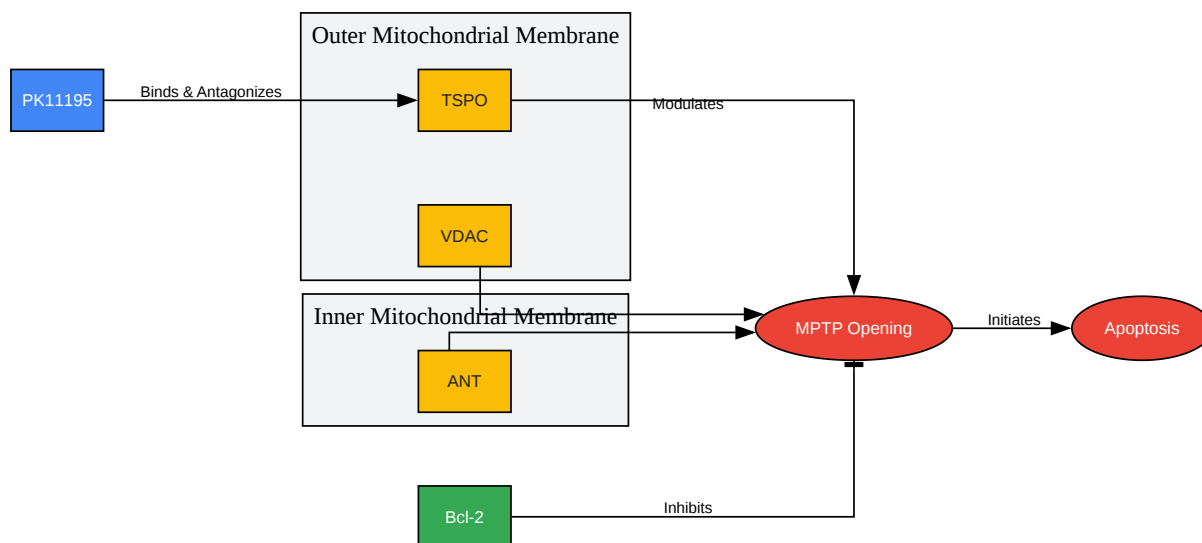 Outer Mitochondrial Membrane
PK11195
Binds & Antagonizes
TSPO
Modulates
VDAC
Inner Mitochondrial Membrane
MPTP Opening
Initiates
Apoptosis
ANT
Bcl-2
Inhibits